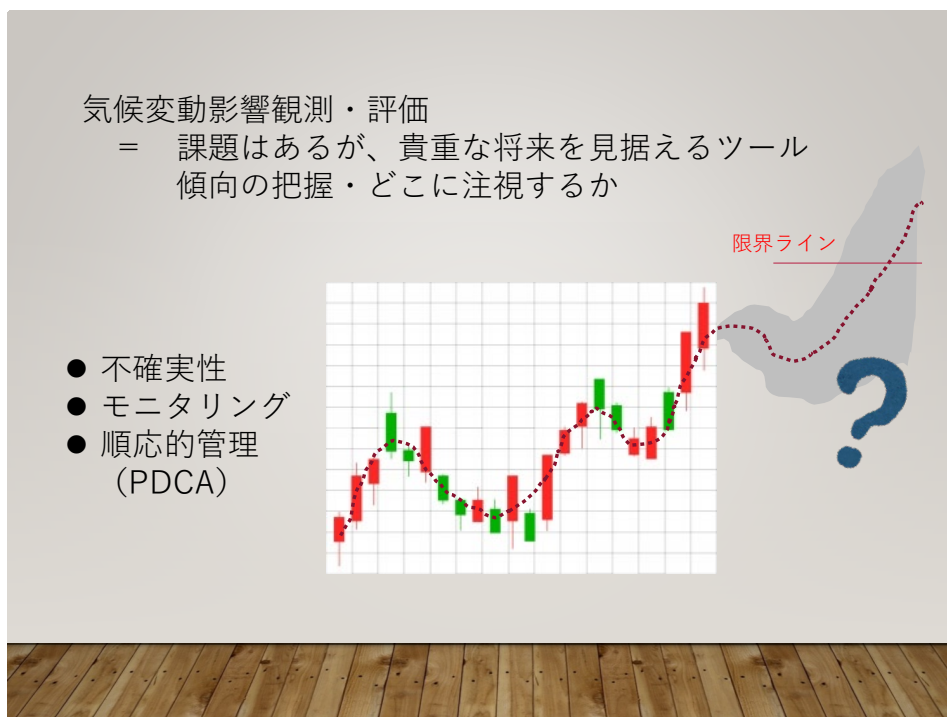 気候変動影響観測・評価
＝ 課題はあるが、貴重な将来を見据えるツール
傾向の把握・どこに注視するか
限界ライン
● 不確実性
● モニタリング
● 順応的管理
（PDCA）
?